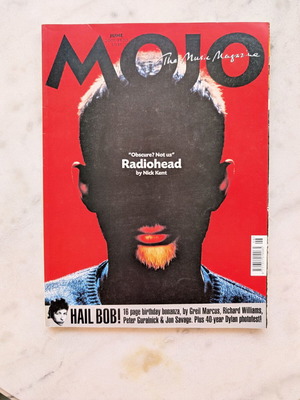 MOJO
The Music Magazine
"Obscure? Not us"
Radiohead
by Nick Kent
HAIL BOB!
16 page birthday bonanza, by Greil Marcus, Richard Williams,
Peter Guralnick & Jon Savage. Plus 40-year Dylan photofest!